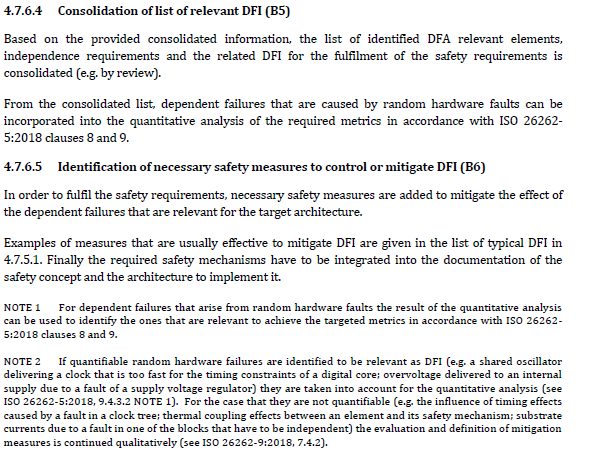 4.7.6.4 Consolidation of list of relevant DFI (B5)
Based on the provided consolidated information, the list of identified DFA relevant elements,
independence requirements and the related DFI for the fulfilment of the safety requirements is
consolidated (e.g. by review).
From the consolidated list, dependent failures that are caused by random hardware faults can be
incorporated into the quantitative analysis of the required metrics in accordance with ISO 26262-
5:2018 clauses 8 and 9.
4.7.6.5 Identification of necessary safety measures to control or mitigate DFI (B6)
In order to fulfil the safety requirements, necessary safety measures are added to mitigate the effect of
the dependent failures that are relevant for the target architecture.
Examples of measures that are usually effective to mitigate DFI are given in the list of typical DFI in
4.7.5.1. Finally the required safety mechanisms have to be integrated into the documentation of the
safety concept and the architecture to implement it.
NOTE 1 For dependent failures that arise from random hardware faults the result of the quantitative analysis
can be used to identify the ones that are relevant to achieve the targeted metrics in accordance with ISO 26262-
5:2018 clauses 8 and 9.
NOTE 2 If quantifiable random hardware failures are identified to be relevant as DFI (e.g. a shared oscillator
delivering a clock that is too fast for the timing constraints of a digital core; overvoltage delivered to an internal
supply due to a fault of a supply voltage regulator) they are taken into account for the quantitative analysis (see
ISO 26262-5:2018, 9.4.3.2 NOTE 1). For the case that they are not quantifiable (e.g. the influence of timing effects
caused by a fault in a clock tree; thermal coupling effects between an element and its safety mechanism; substrate
currents due to a fault in one of the blocks that have to be independent) the evaluation and definition of mitigation
measures is continued qualitatively (see ISO 26262-9:2018, 7.4.2).